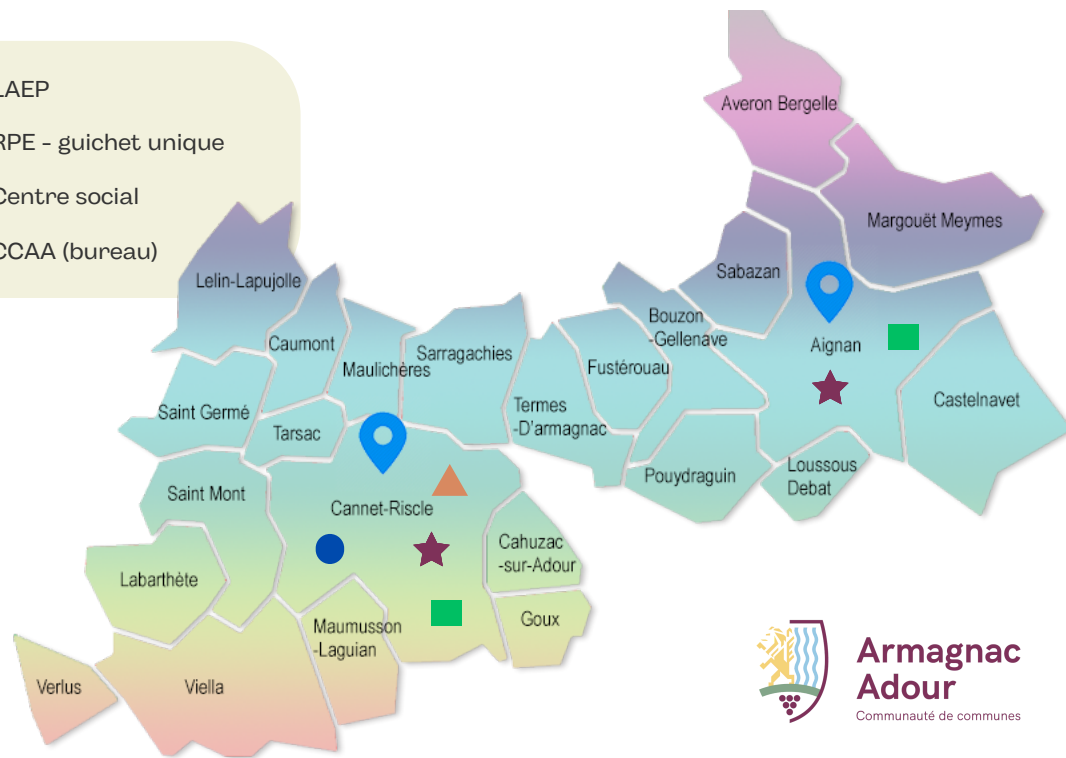 LAEP
RPE - guichet unique
Centre social
CCAA (bureau)
Averon Bergelle
Margouët Meymes
Sabazan
Lelin-Lapujolle
Bouzon
-Gellenave
Aignan
Caumont
Maulichères
Sarragachies
Fustérouau
Castelnavet
Saint Germé
Tarsac
Termes
-D'armagnac
Pouydraguin
Loussous
Debat
Saint Mont
Cannet-Riscle
Cahuzac
-sur-Adour
Labarthète
Maumusson
-Laguian
Goux
Verlus
Viella
Armagnac
Adour
Communauté de communes